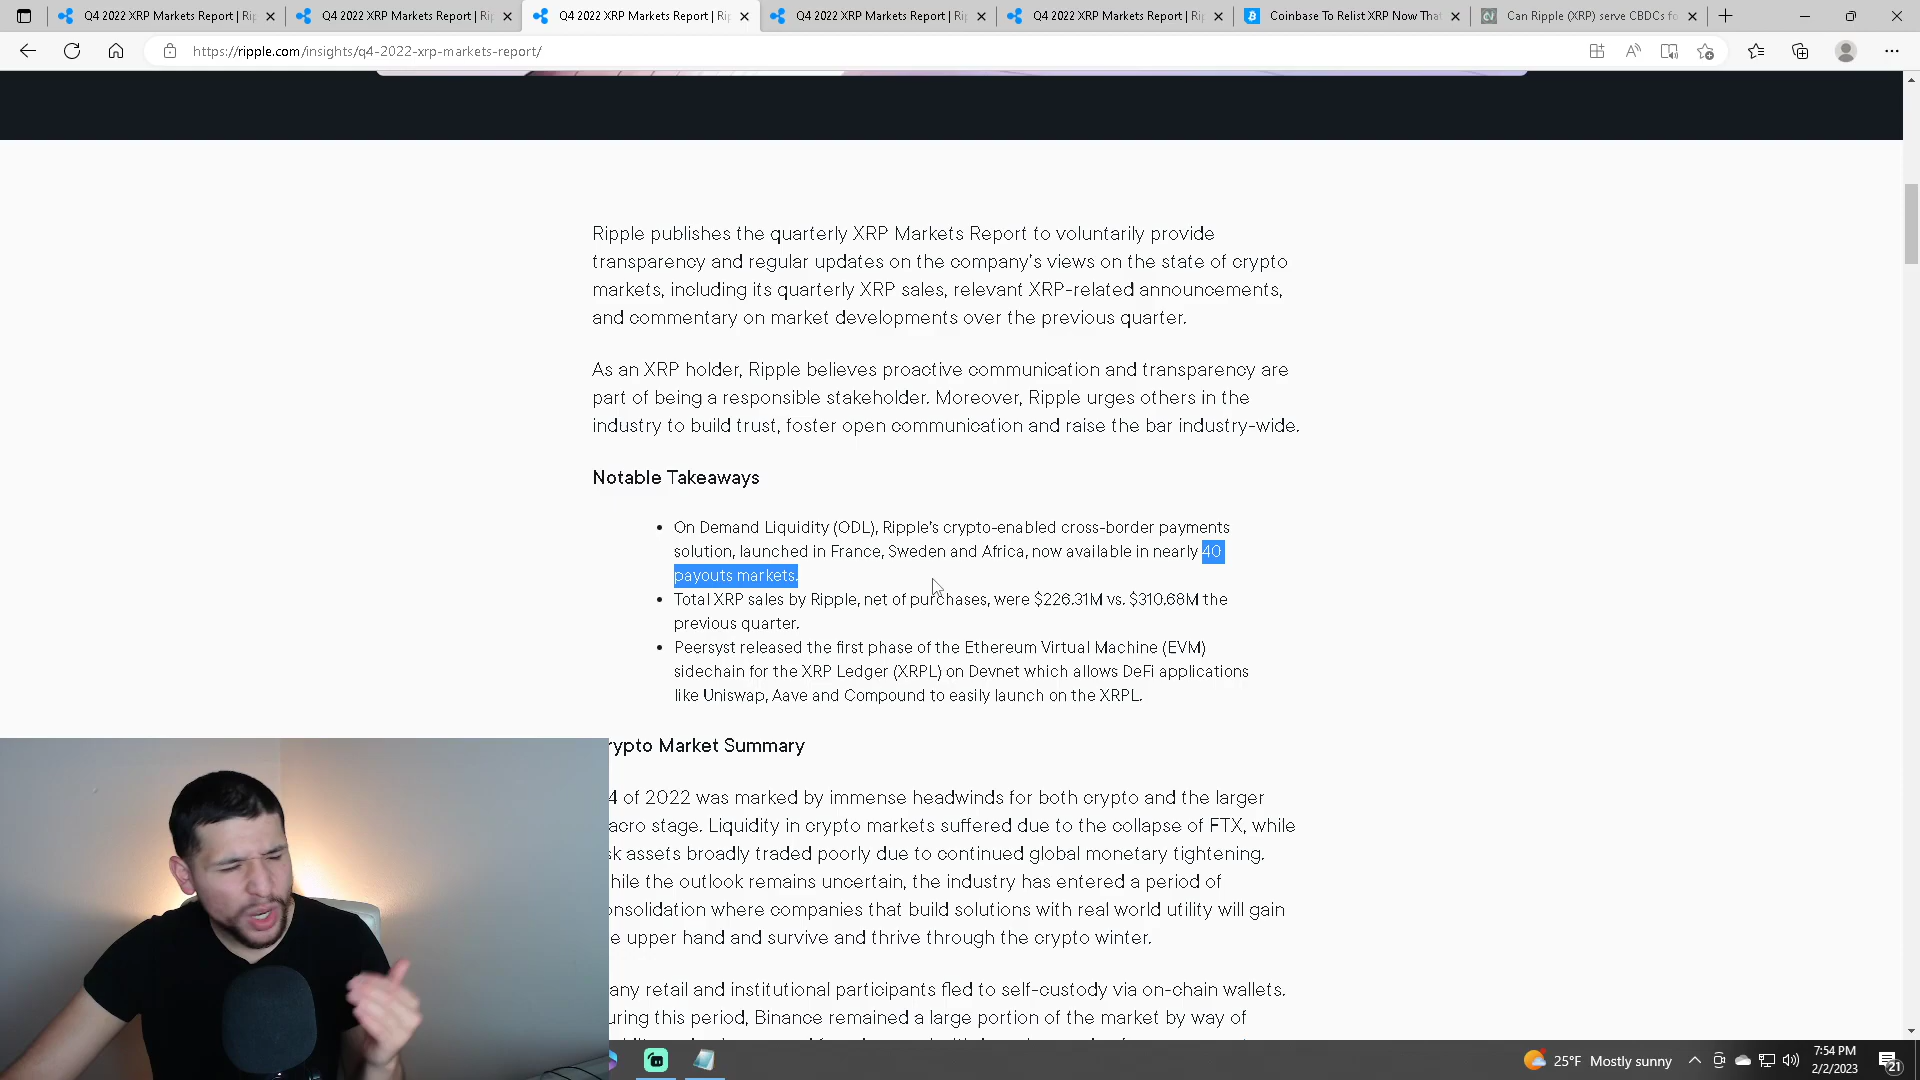 Q4 2022 XRP Markets Report | Ri
Q4 2022 XRP Markets Report | Ri
Q4 2022 XRP Markets Report | Ri
Q4 2022 XRP Markets Report | Ri
Q4 2022 XRP Markets Report | Ri
Coinbase To Relist XRP Now Tha
Can Ripple (XRP) serve CBDCs fo
https://ripple.com/insights/q4-2022-xrp-markets-report/
Ripple publishes the quarterly XRP Markets Report to voluntarily provide
transparency and regular updates on the company's views on the state of crypto
markets, including its quarterly XRP sales, relevant XRP-related announcements,
and commentary on market developments over the previous quarter.
As an XRP holder, Ripple believes proactive communication and transparency are
part of being a responsible stakeholder. Moreover, Ripple urges others in the
industry to build trust, foster open communication and raise the bar industry-wide.
Notable Takeaways
• On Demand Liquidity (ODL), Ripple's crypto-enabled cross-border payments
solution, launched in France, Sweden and Africa, now available in nearly 40
payouts markets.
• Total XRP sales by Ripple, net of purchases, were $226.31M vs. $310.68M the
previous quarter.
• Peersyst released the first phase of the Ethereum Virtual Machine (EVM)
sidechain for the XRP Ledger (XRPL) on Devnet which allows DeFi applications
like Uniswap, Aave and Compound to easily launch on the XRPL.
rypto Market Summary
4 of 2022 was marked by immense headwinds for both crypto and the larger
acro stage. Liquidity in crypto markets suffered due to the collapse of FTX, while
sk assets broadly traded poorly due to continued global monetary tightening.
hile the outlook remains uncertain, the industry has entered a period of
onsolidation where companies that build solutions with real world utility will gain
e upper hand and survive and thrive through the crypto winter.
any retail and institutional participants fled to self-custody via on-chain wallets.
uring this period, Binance remained a large portion of the market by way of
25°F Mostly sunny
7:54 PM
2/2/2023
21